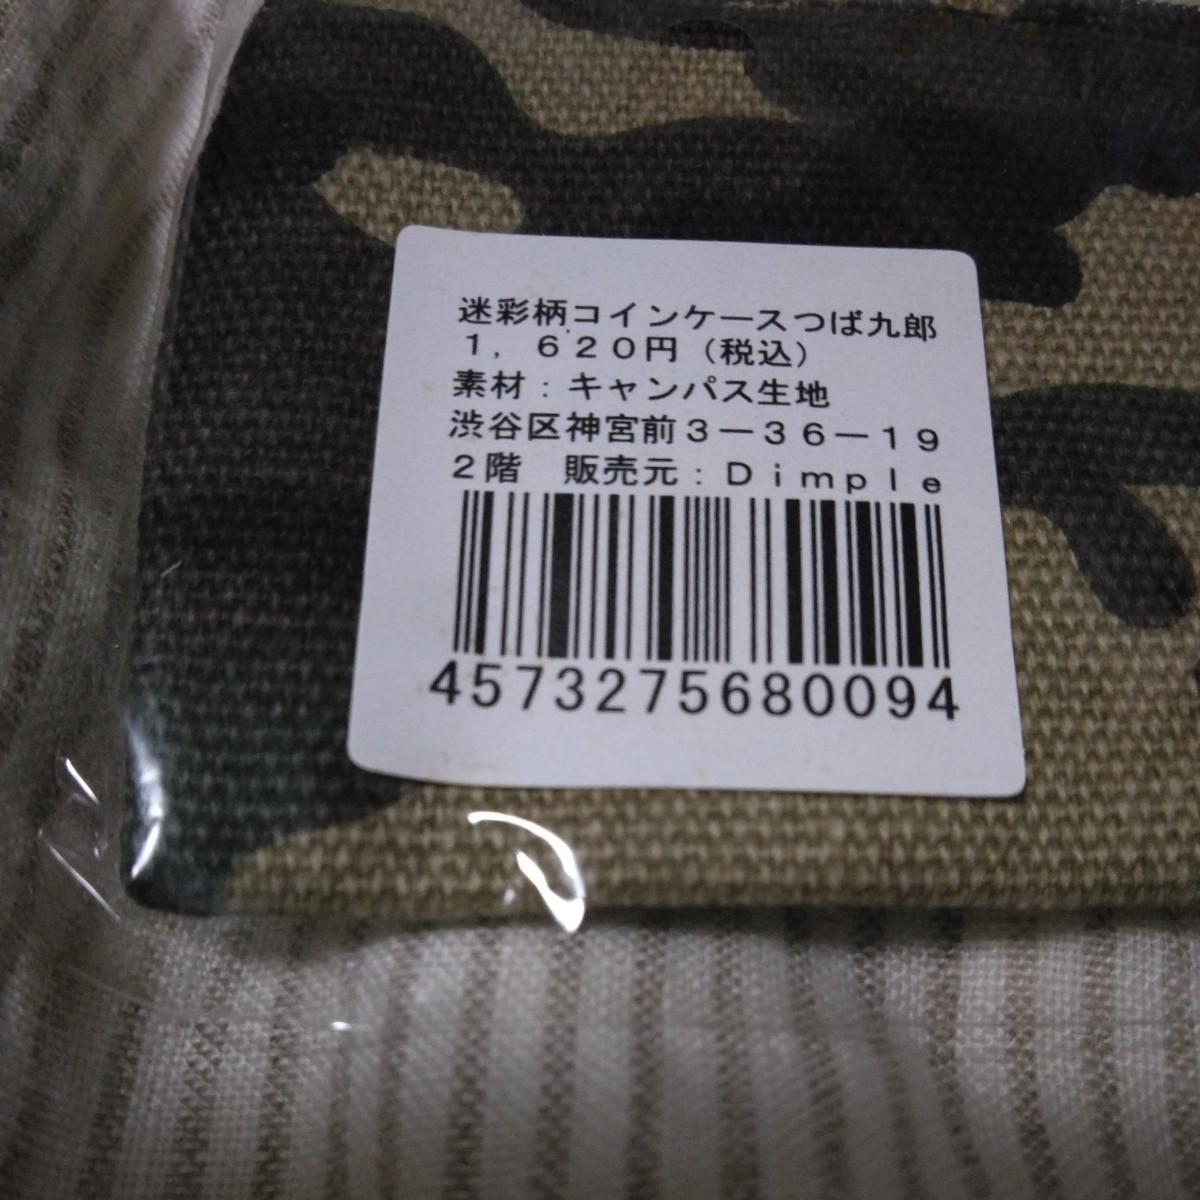 迷彩柄コインケースつば九郎
1,620円(税込)
素材:キャンパス生地
渋谷区神宮前3-36-19
2階 販売元:Dimple
4573275680094